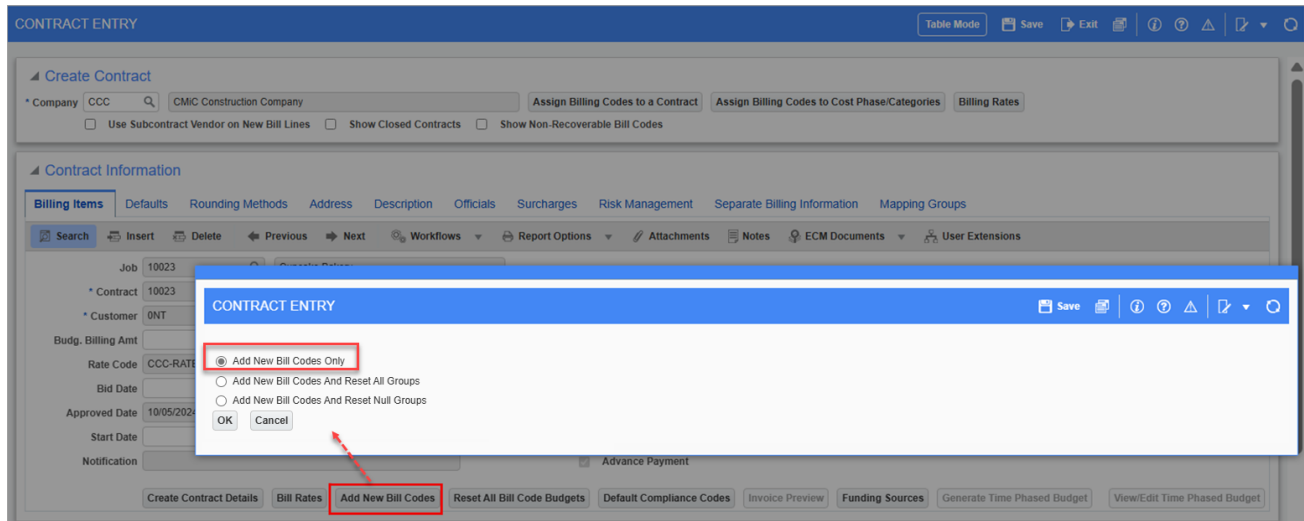 CONTRACT ENTRY Table Mode Save Exit
Create Contract
* Company CCC CMiC Construction Company Assign Billing Codes to a Contract Assign Billing Codes to Cost Phase/Categories Billing Rates
Use Subcontract Vendor on New Bill Lines Show Closed Contracts Show Non-Recoverable Bill Codes
Contract Information
Billing Items Defaults Rounding Methods Address Description Officials Surcharges Risk Management Separate Billing Information Mapping Groups
Search Insert Delete Previous Next Workflows Report Options Attachments Notes ECM Documents User Extensions
Job 10023
* Contract 10023
* Customer 0NT
Budg. Billing Amt
Rate Code CCC-RATE
Bid Date
Approved Date 10/05/2024
Start Date
Notification Advance Payment
CONTRACT ENTRY Save
Add New Bill Codes Only
Add New Bill Codes And Reset All Groups
Add New Bill Codes And Reset Null Groups
OK Cancel
Create Contract Details Bill Rates Add New Bill Codes Reset All Bill Code Budgets Default Compliance Codes Invoice Preview Funding Sources Generate Time Phased Budget View/Edit Time Phased Budget